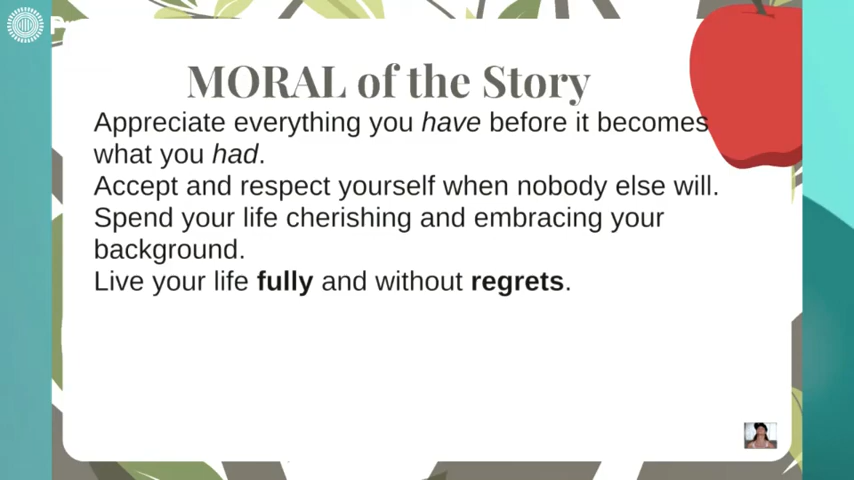 MORAL of the Story
Appreciate everything you have before it becomes
what you had.
Accept and respect yourself when nobody else will.
Spend your life cherishing and embracing your
background.
Live your life fully and without regrets.